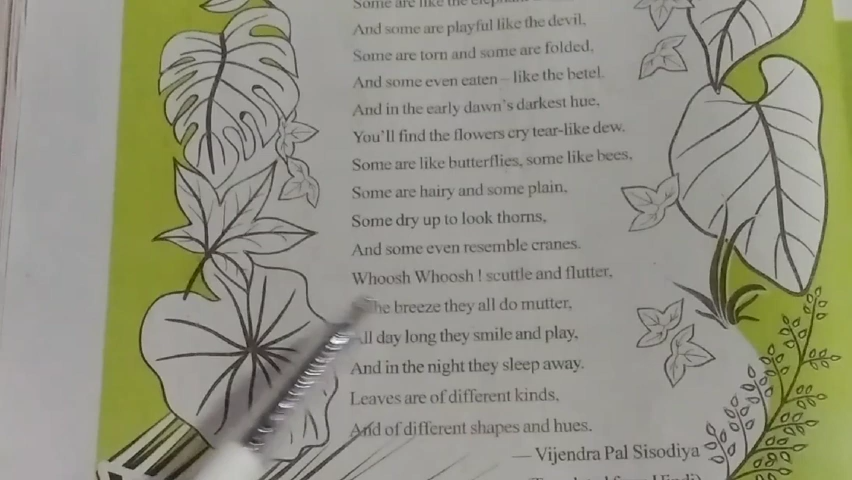 Some are like the elephant
And some are playful like the devil,
Some are torn and some are folded,
And some even eaten – like the betel.
And in the early dawn's darkest hue,
You'll find the flowers cry tear-like dew.
Some are like butterflies, some like bees,
Some are hairy and some plain,
Some dry up to look thorns,
And some even resemble cranes.
Whoosh Whoosh ! scuttle and flutter,
he breeze they all do mutter,
All day long they smile and play,
And in the night they sleep away.
Leaves are of different kinds,
And of different shapes and hues.
— Vijendra Pal Sisodiya
(Translated from Hindi)